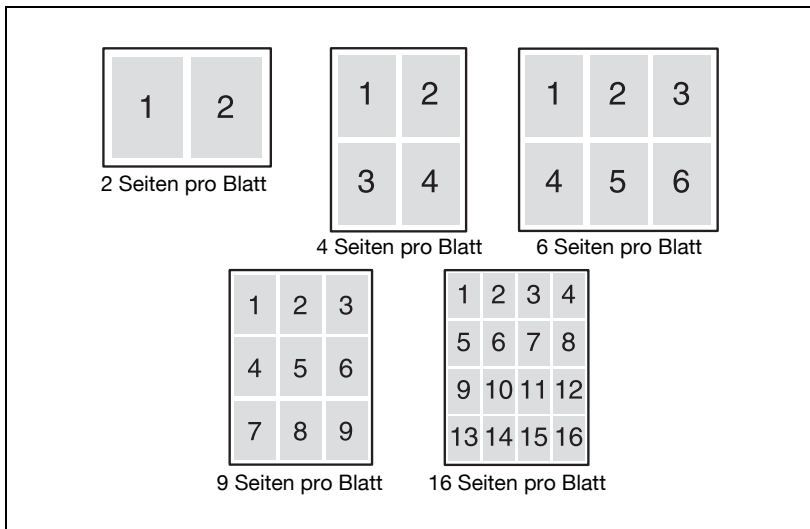 1 2
2 Seiten pro Blatt
1 2
3 4
4 Seiten pro Blatt
1 2 3
4 5 6
6 Seiten pro Blatt
1 2 3
4 5 6
7 8 9
9 Seiten pro Blatt
1 2 3 4
5 6 7 8
9 10 11 12
13 14 15 16
16 Seiten pro Blatt